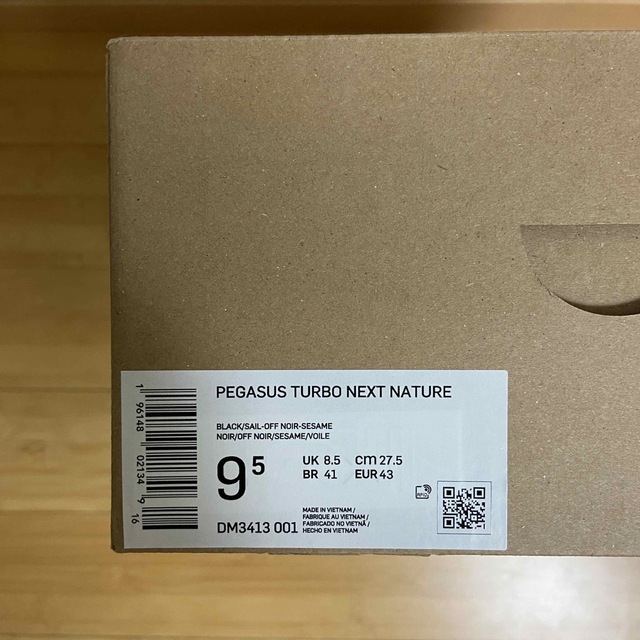 PEGASUS TURBO NEXT NATURE
BLACK/SAIL-OFF NOIR-SESAME
NOIR/OFF NOIR/SESAME/VOILE
9⁵
UK 8.5 cm 27.5
BR 41 EUR 43
DM3413 001
MADE IN VIETNAM /
FABRIQUE AU VIETNAM /
FABRICADO NO VIETNÃ /
HECHO EN VIETNAM
RFID
1 96148 02134 9 16